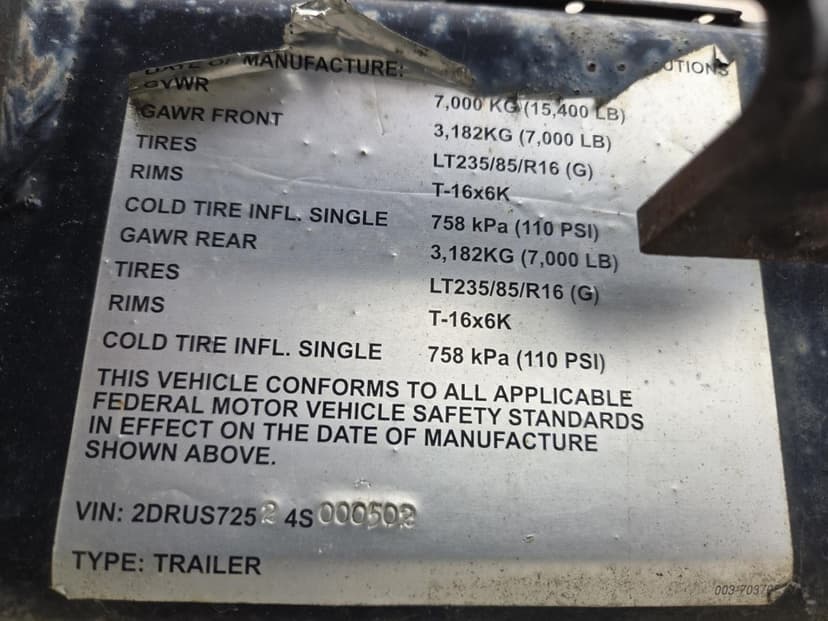 DATE OF MANUFACTURE:
UTIONS
GVWR 7,000 KG (15,400 LB)
GAWR FRONT 3,182KG (7,000 LB)
TIRES LT235/85/R16 (G)
RIMS T-16x6K
COLD TIRE INFL. SINGLE 758 kPa (110 PSI)
GAWR REAR 3,182KG (7,000 LB)
TIRES LT235/85/R16 (G)
RIMS T-16x6K
COLD TIRE INFL. SINGLE 758 kPa (110 PSI)
THIS VEHICLE CONFORMS TO ALL APPLICABLE
FEDERAL MOTOR VEHICLE SAFETY STANDARDS
IN EFFECT ON THE DATE OF MANUFACTURE
SHOWN ABOVE.
VIN: 2DRUS7252 4S000502
TYPE: TRAILER